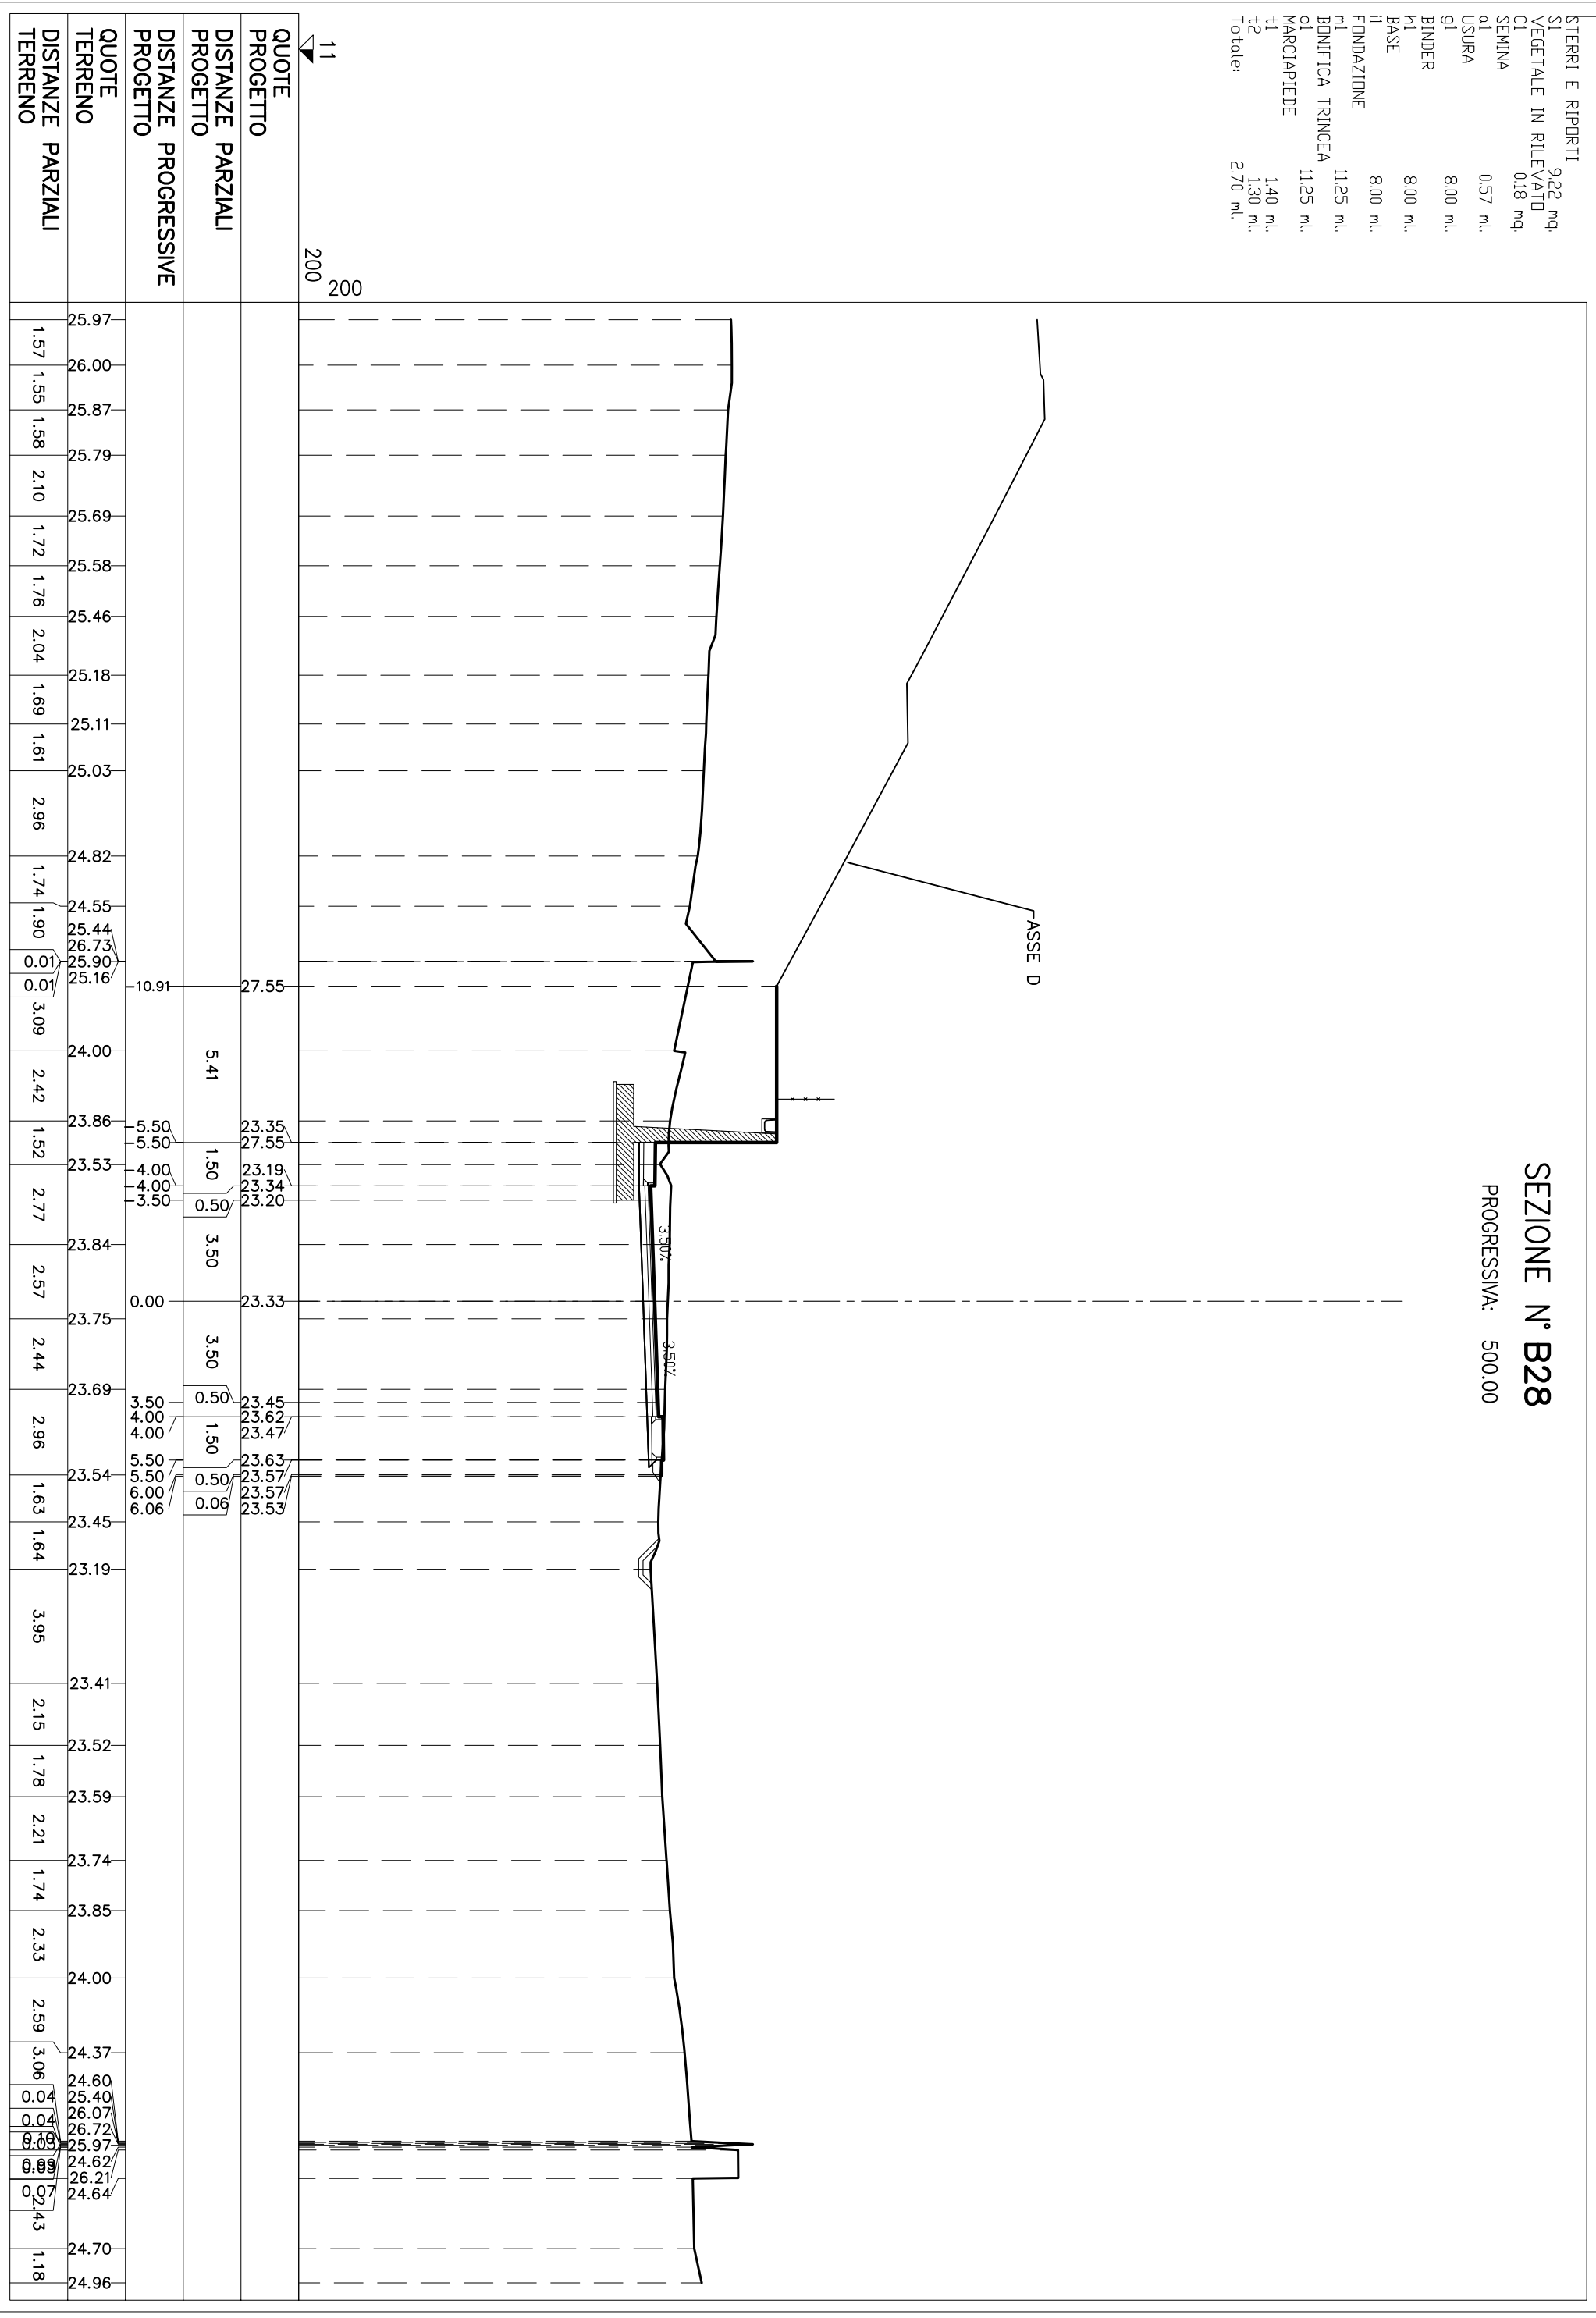 SEZIONE N° B28
PROGRESSIVA: 500.00
STERRI E RIPORTI
S1 9.22 mq.
VEGETALE IN RILEVATO
C1 0.18 mq.
SEMINA
a1 0.57 ml.
USURA
g1 8.00 ml.
BINDER
h1 8.00 ml.
BASE
i1 8.00 ml.
FONDAZIONE
m1 11.25 ml.
BONIFICA TRINCEA
o1 11.25 ml.
MARCIAPIEDE
t1 1.40 ml.
t2 1.30 ml.
Totale: 2.70 ml.
ASSE D
3.50%
3.50%
11
200
200
QUOTE PROGETTO
27.55 23.35 27.55 23.19 23.34 23.20 23.33 23.45 23.62 23.47 23.63 23.57 23.57 23.53
DISTANZE PARZIALI PROGETTO
5.41 1.50 0.50 3.50 3.50 0.50 1.50 0.50 0.06
DISTANZE PROGRESSIVE PROGETTO
-10.91 -5.50 -5.50 -4.00 -4.00 -3.50 0.00 3.50 4.00 4.00 5.50 5.50 6.00 6.06
QUOTE TERRENO
25.97 26.00 25.87 25.79 25.69 25.58 25.46 25.18 25.11 25.03 24.82 24.55 25.44 26.73 25.90 25.16 24.00 23.86 23.53 23.84 23.75 23.69 23.54 23.45 23.19 23.41 23.52 23.59 23.74 23.85 24.00 24.37 24.60 25.40 26.07 26.72 25.97 24.62 26.21 24.64 24.70 24.96
DISTANZE PARZIALI TERRENO
1.57 1.55 1.58 2.10 1.72 1.76 2.04 1.69 1.61 2.96 1.74 1.90 0.01 0.01 3.09 2.42 1.52 2.77 2.57 2.44 2.96 1.63 1.64 3.95 2.15 1.78 2.21 1.74 2.33 2.59 3.06 0.04 0.04 0.07 2.43 1.18